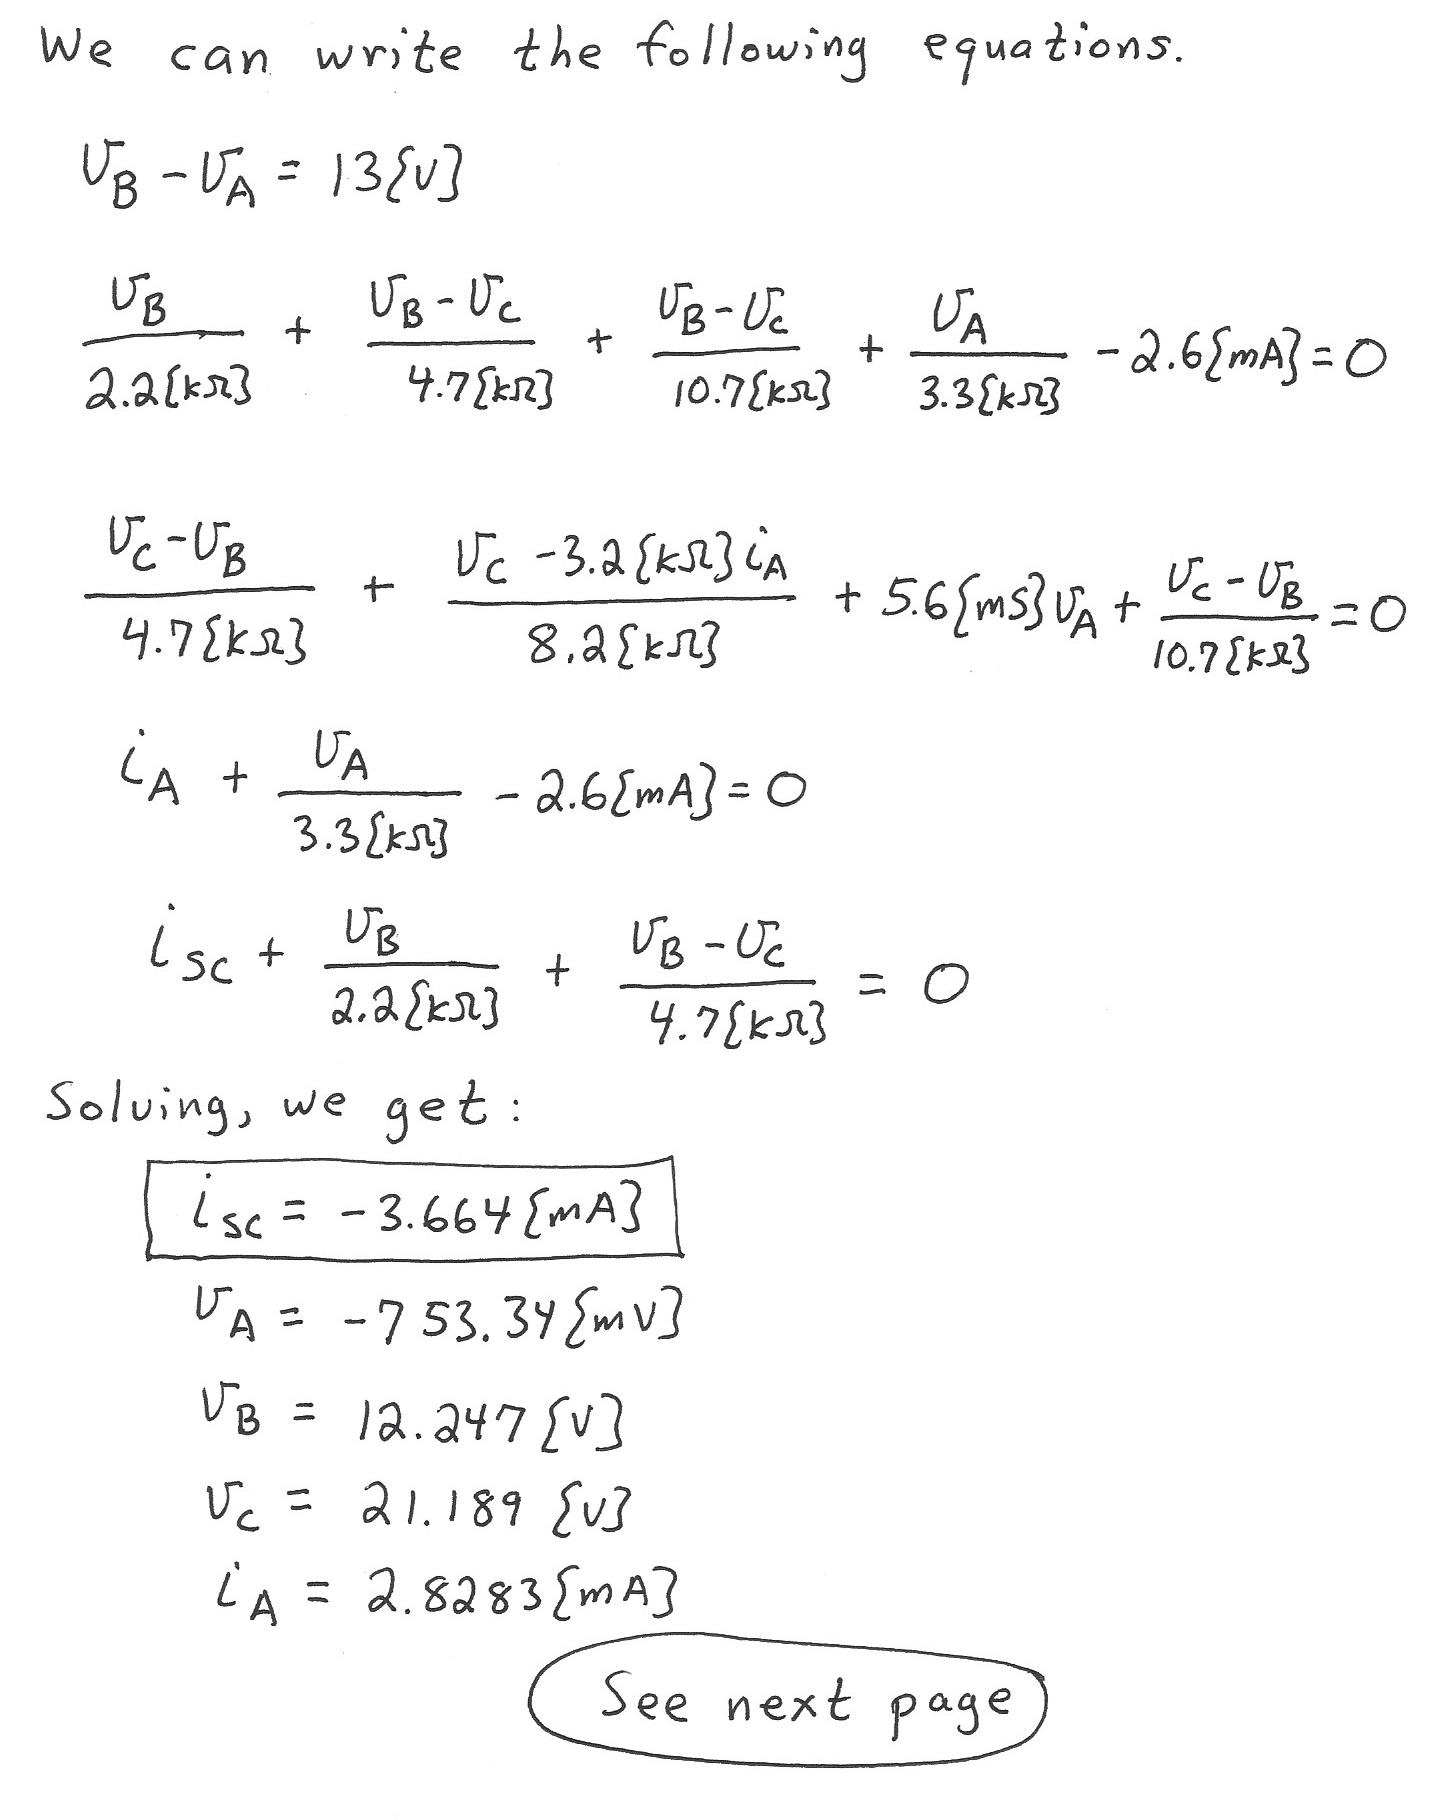 We can write the following equations.
v_B - v_A = 13{V}
v_B/2.2{kΩ} + (v_B - v_C)/4.7{kΩ} + (v_B - v_C)/10.7{kΩ} + v_A/3.3{kΩ} - 2.6{mA} = 0
(v_C - v_B)/4.7{kΩ} + (v_C - 3.2{kΩ} i_A)/8.2{kΩ} + 5.6{mS} v_A + (v_C - v_B)/10.7{kΩ} = 0
i_A + v_A/3.3{kΩ} - 2.6{mA} = 0
i_SC + v_B/2.2{kΩ} + (v_B - v_C)/4.7{kΩ} = 0
Solving, we get:
i_SC = -3.664{mA}
v_A = -753.34{mV}
v_B = 12.247{V}
v_C = 21.189{V}
i_A = 2.8283{mA}
See next page